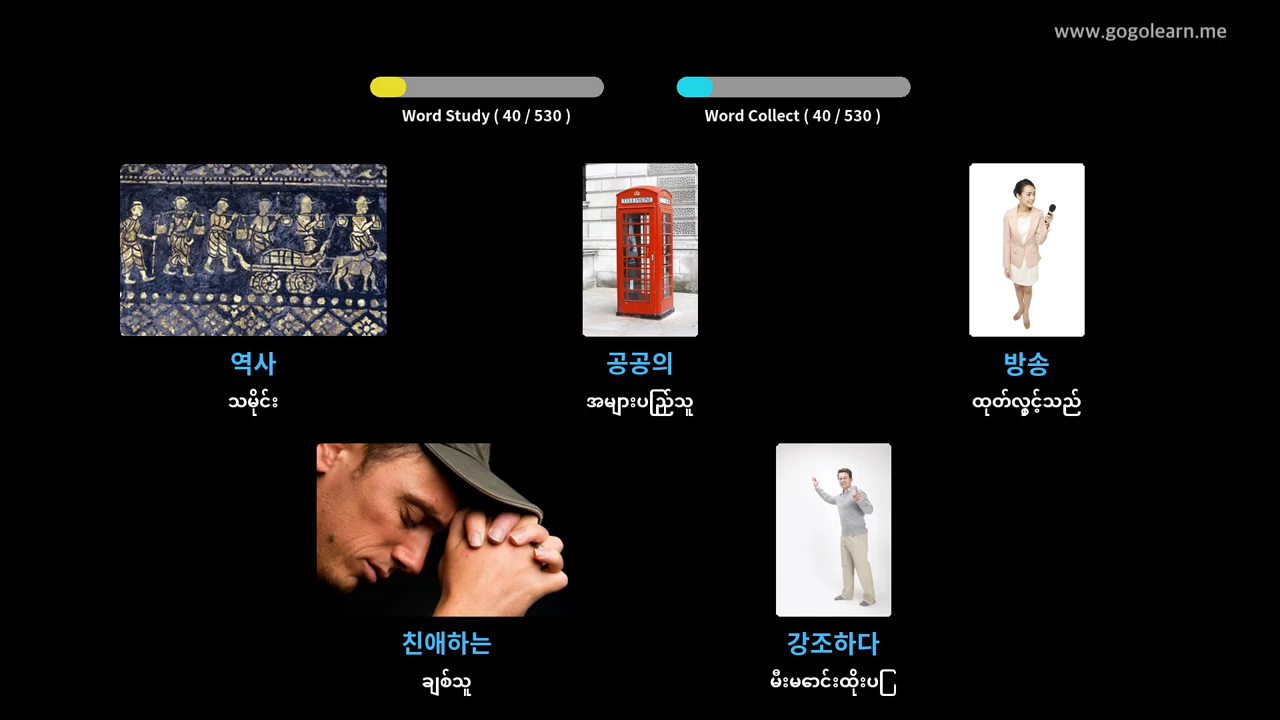 www.gogolearn.me
Word Study ( 40 / 530 )
Word Collect ( 40 / 530 )
TELEPHONE
역사
공공의
방송
သမိုင်း
အများပြည်သူ
ထုတ်လွှင့်သည်
친애하는
강조하다
ချစ်သူ
မီးမောင်းထိုးပြ